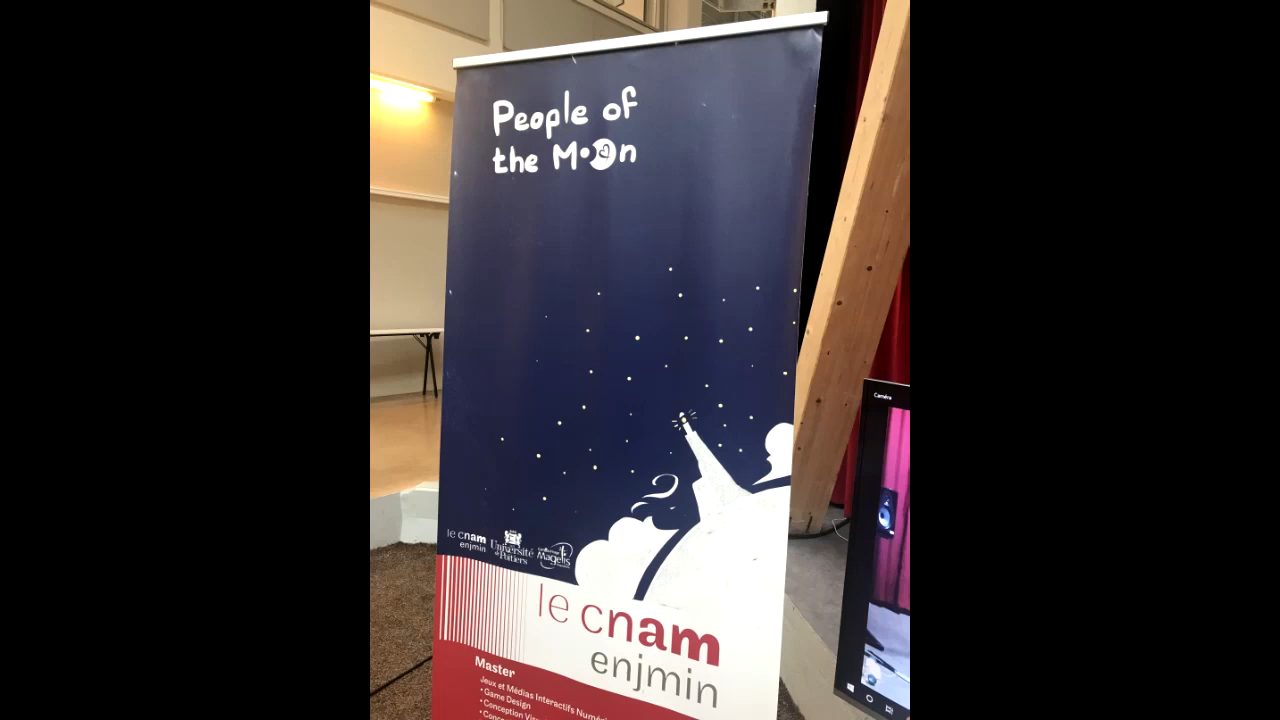 People of
the Moon
le cnam
enjmin
Université
de Poitiers
Magelis
le cnam
enjmin
Master
Jeux et Médias Interactifs
• Game Design
• Conception
Caméra